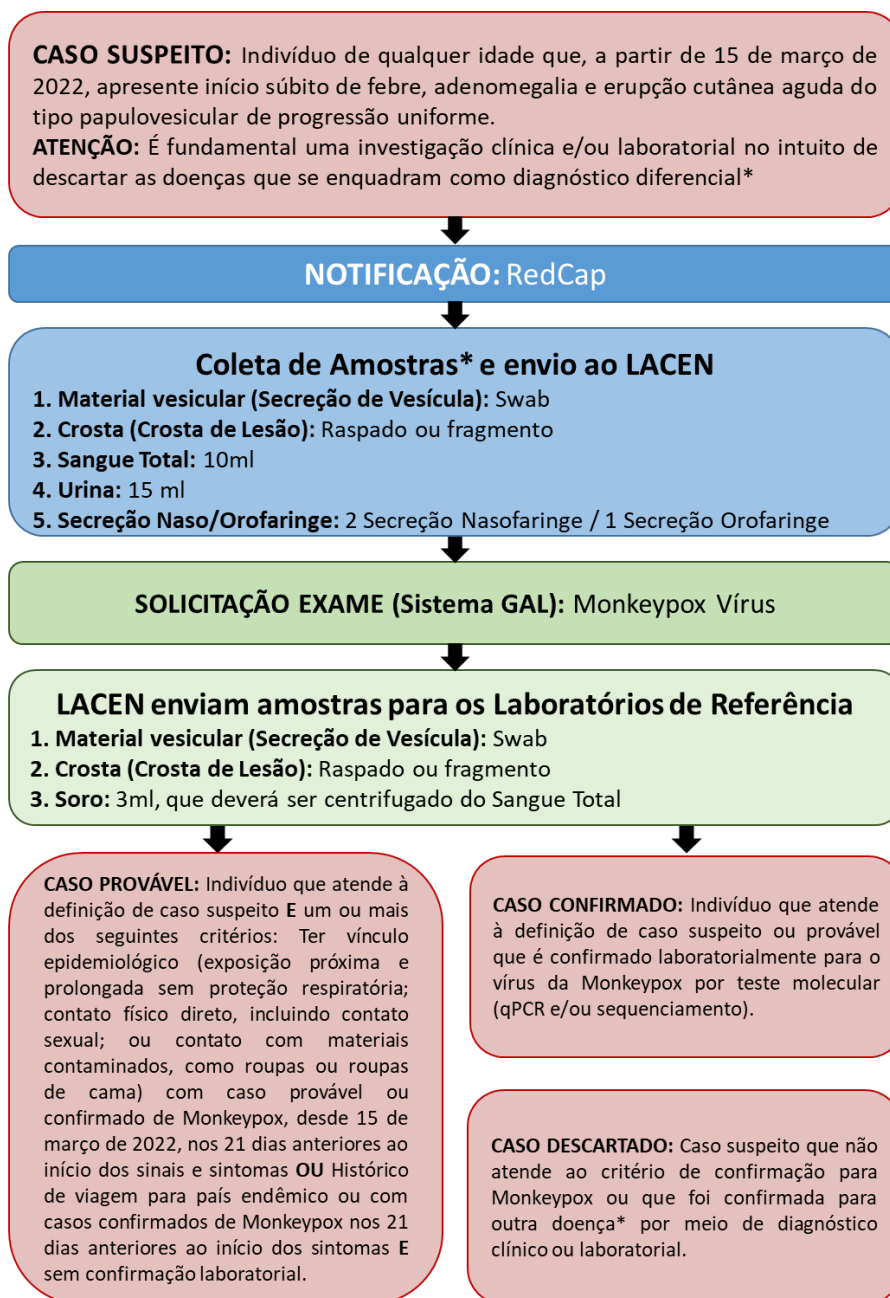 CASO SUSPEITO: Indivíduo de qualquer idade que, a partir de 15 de março de
2022, apresente início súbito de febre, adenomegalia e erupção cutânea aguda do
tipo papulovesicular de progressão uniforme.
ATENÇÃO: É fundamental uma investigação clínica e/ou laboratorial no intuito de
descartar as doenças que se enquadram como diagnóstico diferencial*
NOTIFICAÇÃO: RedCap
Coleta de Amostras* e envio ao LACEN
1. Material vesicular (Secreção de Vesícula): Swab
2. Crosta (Crosta de Lesão): Raspado ou fragmento
3. Sangue Total: 10ml
4. Urina: 15 ml
5. Secreção Naso/Orofaringe: 2 Secreção Nasofaringe / 1 Secreção Orofaringe
SOLICITAÇÃO EXAME (Sistema GAL): Monkeypox Vírus
LACEN enviam amostras para os Laboratórios de Referência
1. Material vesicular (Secreção de Vesícula): Swab
2. Crosta (Crosta de Lesão): Raspado ou fragmento
3. Soro: 3ml, que deverá ser centrifugado do Sangue Total
CASO PROVÁVEL: Indivíduo que atende à
definição de caso suspeito E um ou mais
dos seguintes critérios: Ter vínculo
epidemiológico (exposição próxima e
prolongada sem proteção respiratória;
contato físico direto, incluindo contato
sexual; ou contato com materiais
contaminados, como roupas ou roupas
de cama) com caso provável ou
confirmado de Monkeypox, desde 15 de
março de 2022, nos 21 dias anteriores ao
início dos sinais e sintomas OU Histórico
de viagem para país endêmico ou com
casos confirmados de Monkeypox nos 21
dias anteriores ao início dos sintomas E
sem confirmação laboratorial.
CASO CONFIRMADO: Indivíduo que atende
à definição de caso suspeito ou provável
que é confirmado laboratorialmente para o
vírus da Monkeypox por teste molecular
(qPCR e/ou sequenciamento).
CASO DESCARTADO: Caso suspeito que não
atende ao critério de confirmação para
Monkeypox ou que foi confirmada para
outra doença* por meio de diagnóstico
clínico ou laboratorial.